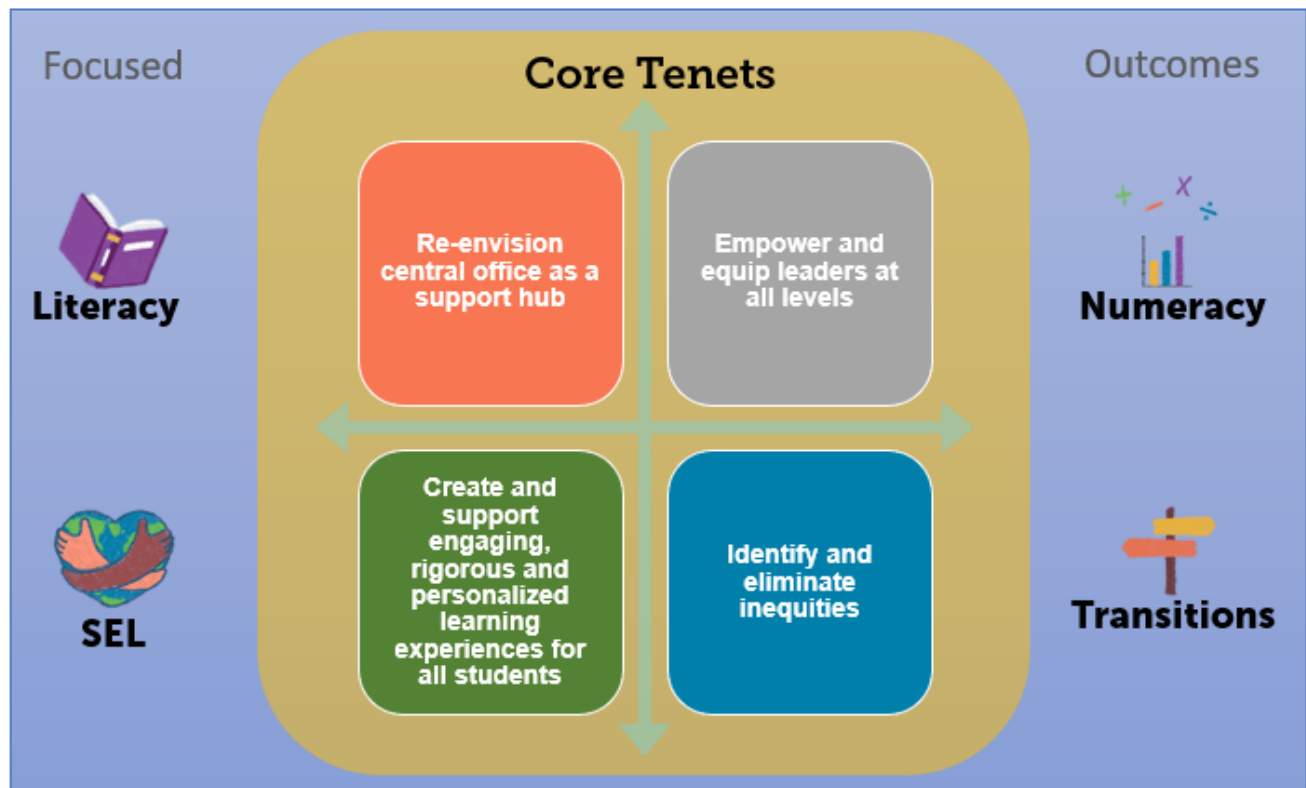 Focused
Core Tenets
Outcomes
Literacy
Re-envision
central office as a
support hub
Empower and
equip leaders at
all levels
Numeracy
SEL
Create and
support
engaging,
rigorous and
personalized
learning
experiences for
all students
Identify and
eliminate
inequities
Transitions